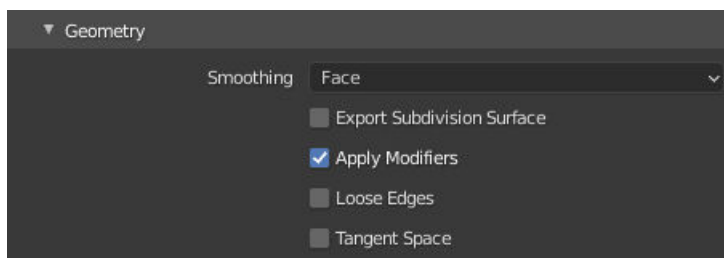 Geometry
Smoothing Face
Export Subdivision Surface
Apply Modifiers
Loose Edges
Tangent Space